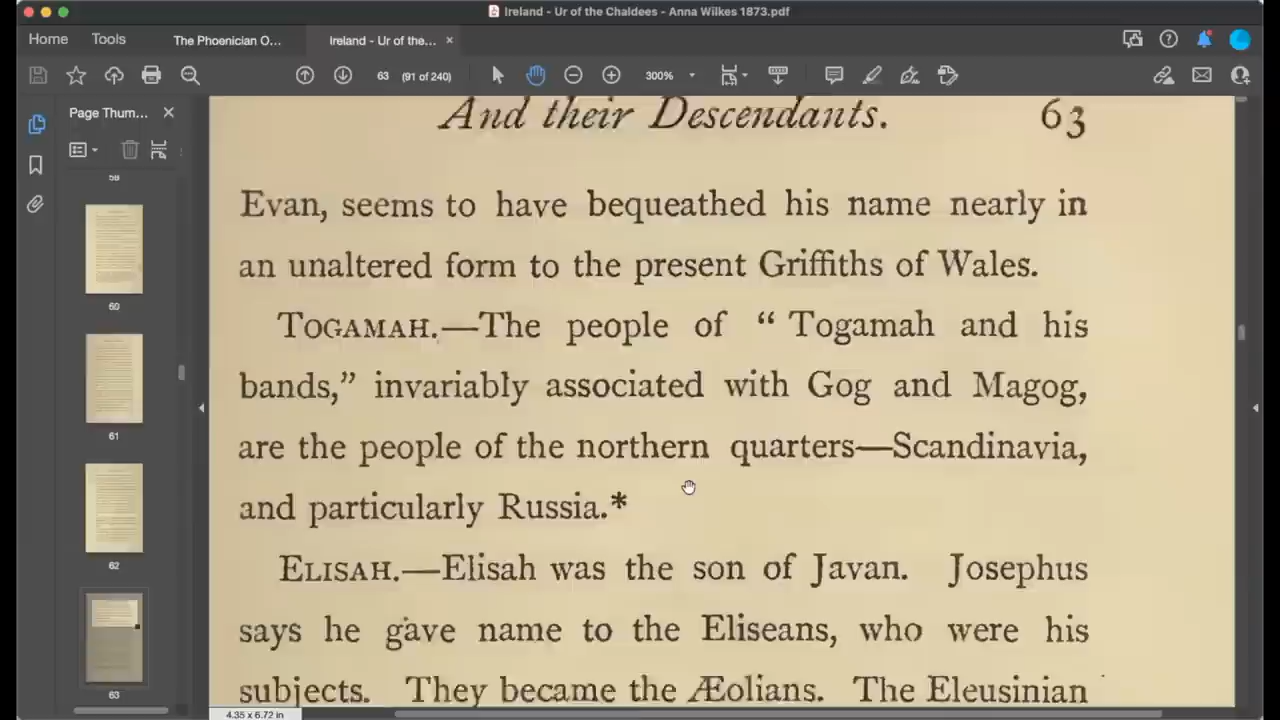 Ireland - Ur of the Chaldees - Anna Wilkes 1873.pdf
Home Tools The Phoenician O... Ireland - Ur of the... ×
63 (91 of 240) 300%
Page Thum...
And their Descendants. 63
Evan, seems to have bequeathed his name nearly in
an unaltered form to the present Griffiths of Wales.
TOGAMAH.—The people of “ Togamah and his
bands,” invariably associated with Gog and Magog,
are the people of the northern quarters—Scandinavia,
and particularly Russia.*
ELISAH.—Elisah was the son of Javan. Josephus
says he gave name to the Eliseans, who were his
subjects. They became the Æolians. The Eleusinian
60
61
62
63
4.35 x 6.72 in